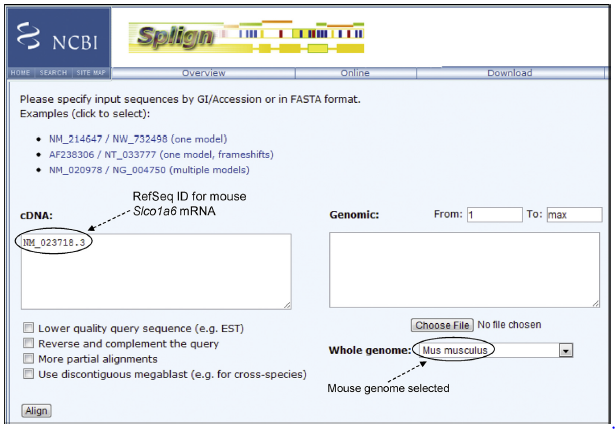 NCBI
Splign
HOME SEARCH SITE MAP
Overview Online Download
Please specify input sequences by GI/Accession or in FASTA format.
Examples (click to select):
NM_214647 / NW_732498 (one model)
AF238306 / NT_033777 (one model, frameshifts)
NM_020978 / NG_004750 (multiple models)
RefSeq ID for mouse
Slco1a6 mRNA
cDNA:
Genomic: From: 1 To: max
NM_023718.3
Choose File No file chosen
Lower quality query sequence (e.g. EST)
Reverse and complement the query
More partial alignments
Use discontiguous megablast (e.g. for cross-species)
Whole genome: Mus musculus
Mouse genome selected
Align